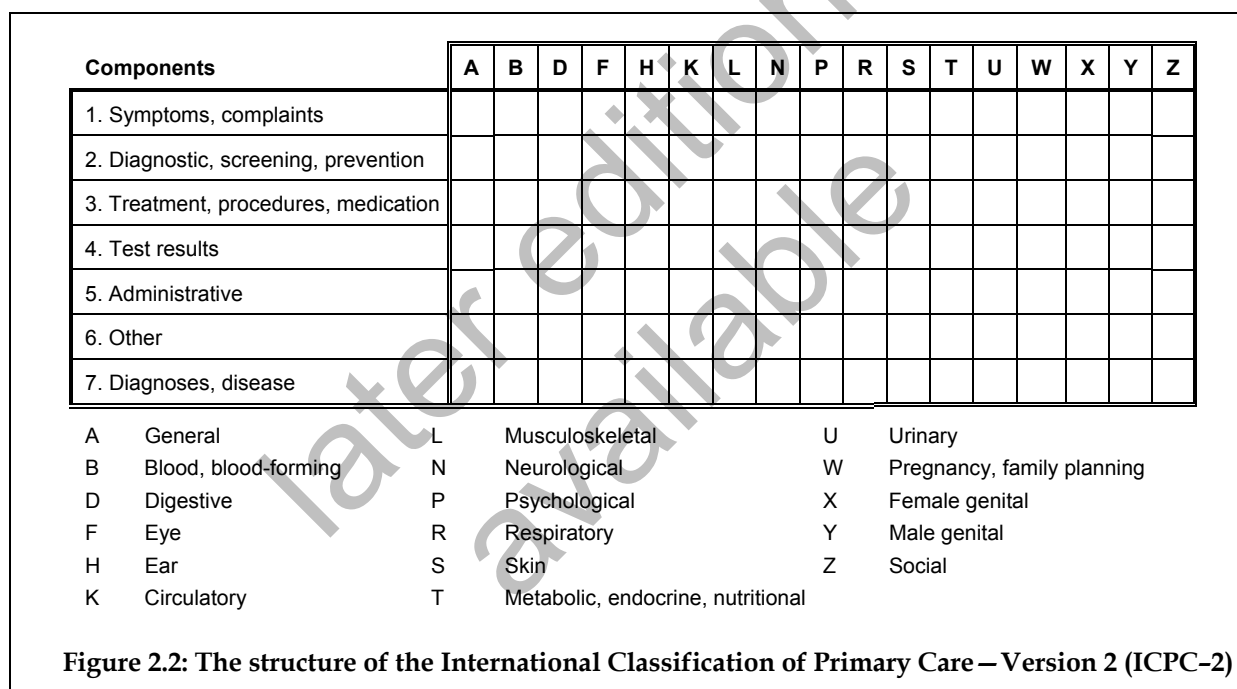 Components A B D F H K L N P R S T U W X Y Z
1. Symptoms, complaints
2. Diagnostic, screening, prevention
3. Treatment, procedures, medication
4. Test results
5. Administrative
6. Other
7. Diagnoses, disease
A General L Musculoskeletal U Urinary
B Blood, blood-forming N Neurological W Pregnancy, family planning
D Digestive P Psychological X Female genital
F Eye R Respiratory Y Male genital
H Ear S Skin Z Social
K Circulatory T Metabolic, endocrine, nutritional
Figure 2.2: The structure of the International Classification of Primary Care—Version 2 (ICPC–2)
later edition
available